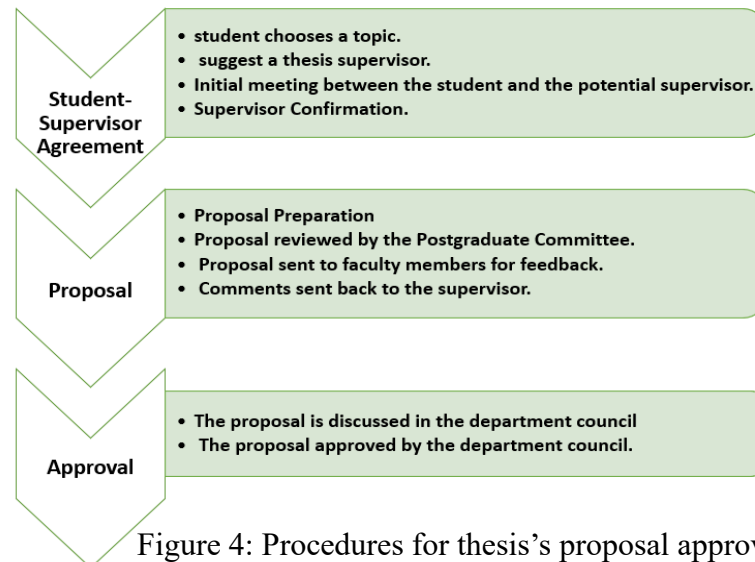 • student chooses a topic.
• suggest a thesis supervisor.
• Initial meeting between the student and the potential supervisor.
• Supervisor Confirmation.
Student-
Supervisor
Agreement
• Proposal Preparation
• Proposal reviewed by the Postgraduate Committee.
• Proposal sent to faculty members for feedback.
• Comments sent back to the supervisor.
Proposal
• The proposal is discussed in the department council
• The proposal approved by the department council.
Approval
Figure 4: Procedures for thesis’s proposal